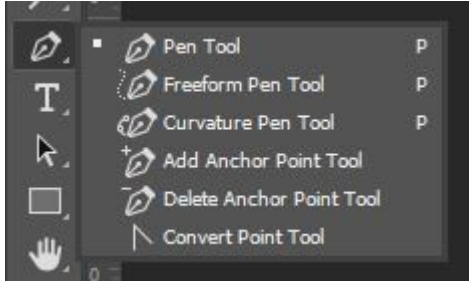 Pen Tool P
Freeform Pen Tool P
Curvature Pen Tool P
Add Anchor Point Tool
Delete Anchor Point Tool
Convert Point Tool
T
0